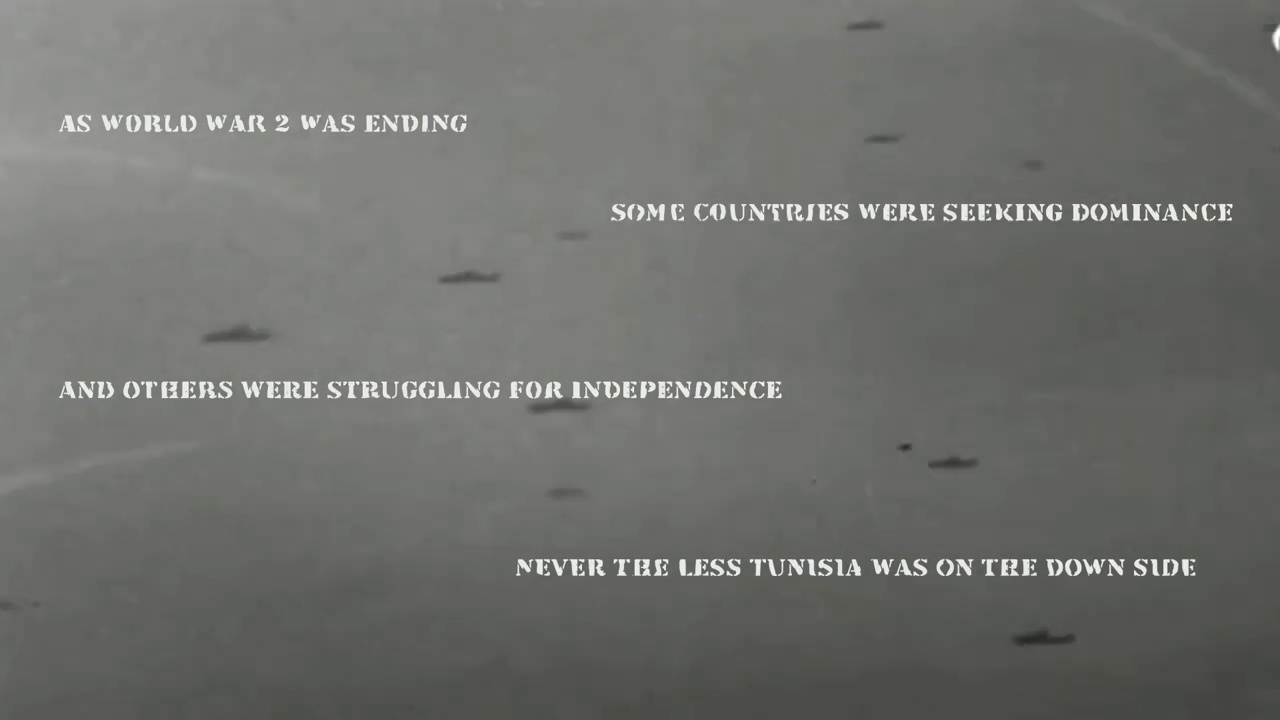 AS WORLD WAR 2 WAS ENDING
SOME COUNTRIES WERE SEEKING DOMINANCE
AND OTHERS WERE STRUGGLING FOR INDEPENDENCE
NEVER THE LESS TUNISIA WAS ON THE DOWN SIDE